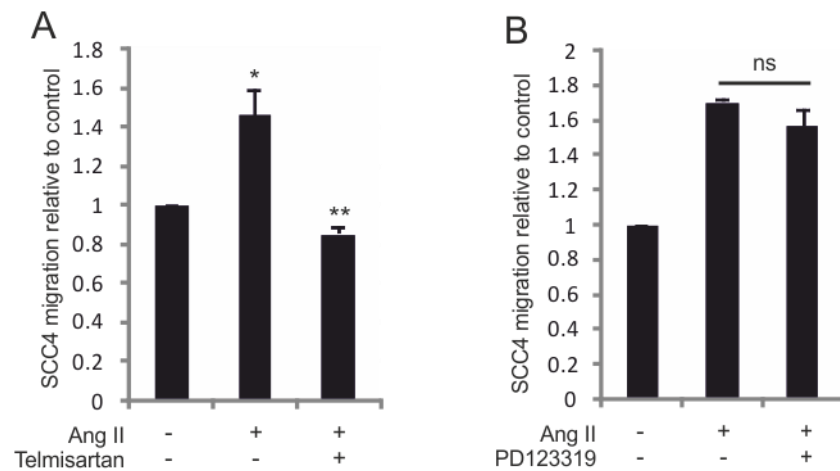 A
SCC4 migration relative to control
1.8
1.6
1.4
1.2
1
0.8
0.6
0.4
0.2
0
*
**
Ang II - + +
Telmisartan - - +
B
SCC4 migration relative to control
2
1.8
1.6
1.4
1.2
1
0.8
0.6
0.4
0.2
0
ns
Ang II - + +
PD123319 - - +